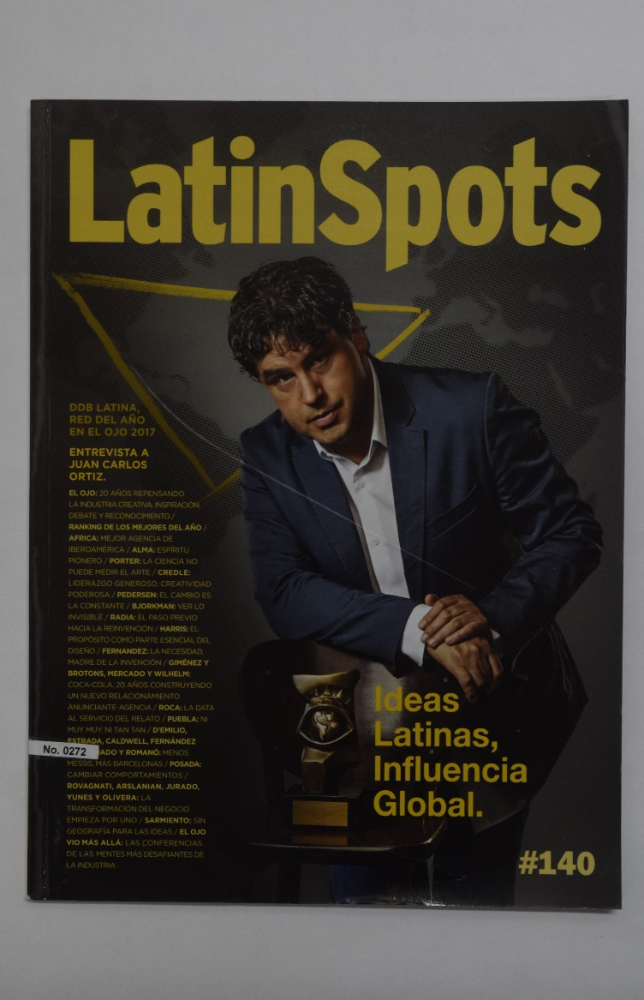 LatinSpots
DDB LATINA,
RED DEL AÑO
EN EL OJO 2017
ENTREVISTA A
JUAN CARLOS
ORTIZ.
EL OJO: 20 AÑOS REPENSANDO
LA INDUSTRIA CREATIVA. INSPIRACIÓN,
DEBATE Y RECONOCIMIENTO /
RANKING DE LOS MEJORES DEL AÑO /
AFRICA: MEJOR AGENCIA DE
IBEROAMÉRICA / ALMA: ESPÍRITU
PIONERO / PORTER: LA CIENCIA NO
PUEDE MEDIR EL ARTE / CREDLE:
LIDERAZGO GENEROSO, CREATIVIDAD
PODEROSA / PEDERSEN: EL CAMBIO ES
LA CONSTANTE / BJORKMAN: VER LO
INVISIBLE / RADIA: EL PASO PREVIO
HACIA LA REINVENCIÓN / HARRIS: EL
PROPÓSITO COMO PARTE ESENCIAL DEL
DISEÑO / FERNANDEZ: LA NECESIDAD,
MADRE DE LA INVENCIÓN / GIMÉNEZ Y
BROTONS, MERCADO Y WILHELM:
COCA-COLA, 20 AÑOS CONSTRUYENDO
UN NUEVO RELACIONAMIENTO
ANUNCIANTE-AGENCIA / ROCA: LA DATA
AL SERVICIO DEL RELATO / PUEBLA: NI
MUY MUY, NI TAN TAN / D'EMILIO,
ESTRADA, CALDWELL, FERNÁNDEZ
ADO Y ROMANÓ: MENOS
MESSIS, MÁS BARCELONAS / POSADA:
CAMBIAR COMPORTAMIENTOS /
ROVAGNATI, ARSLANIAN, JURADO,
YUNES Y OLIVERA: LA
TRANSFORMACIÓN DEL NEGOCIO
EMPIEZA POR UNO / SARMIENTO: SIN
GEOGRAFÍA PARA LAS IDEAS / EL OJO
VIO MÁS ALLÁ: LAS CONFERENCIAS
DE LAS MENTES MÁS DESAFIANTES DE
LA INDUSTRIA.
No. 0272
Ideas
Latinas,
Influencia
Global.
#140